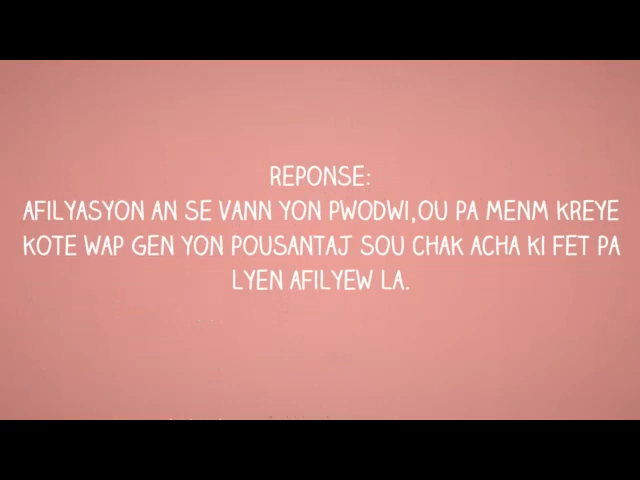 REPONSE:
AFILYASYON AN SE VANN YON PWODWI,OU PA MENM KREYE
KOTE WAP GEN YON POUSANTAJ SOU CHAK ACHA KI FET PA
LYEN AFILYEW LA.